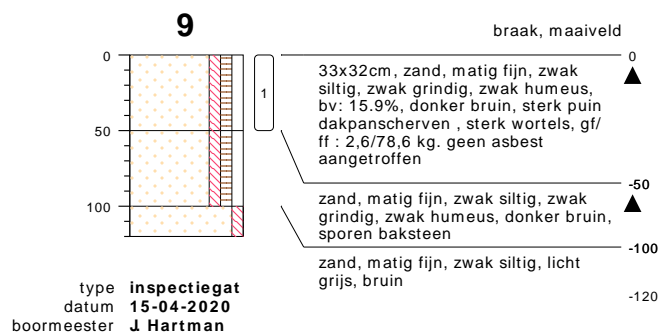 9
braak, maaiveld
0
0
33x32cm, zand, matig fijn, zwak
siltig, zwak grindig, zwak humeus,
bv: 15.9%, donker bruin, sterk puin
dakpanscherven , sterk wortels, gf/
ff : 2,6/78,6 kg. geen asbest
aangetroffen
1
50
-50
zand, matig fijn, zwak siltig, zwak
grindig, zwak humeus, donker bruin,
sporen baksteen
100
-100
zand, matig fijn, zwak siltig, licht
grijs, bruin
-120
type inspectiegat
datum 15-04-2020
boormeester J. Hartman